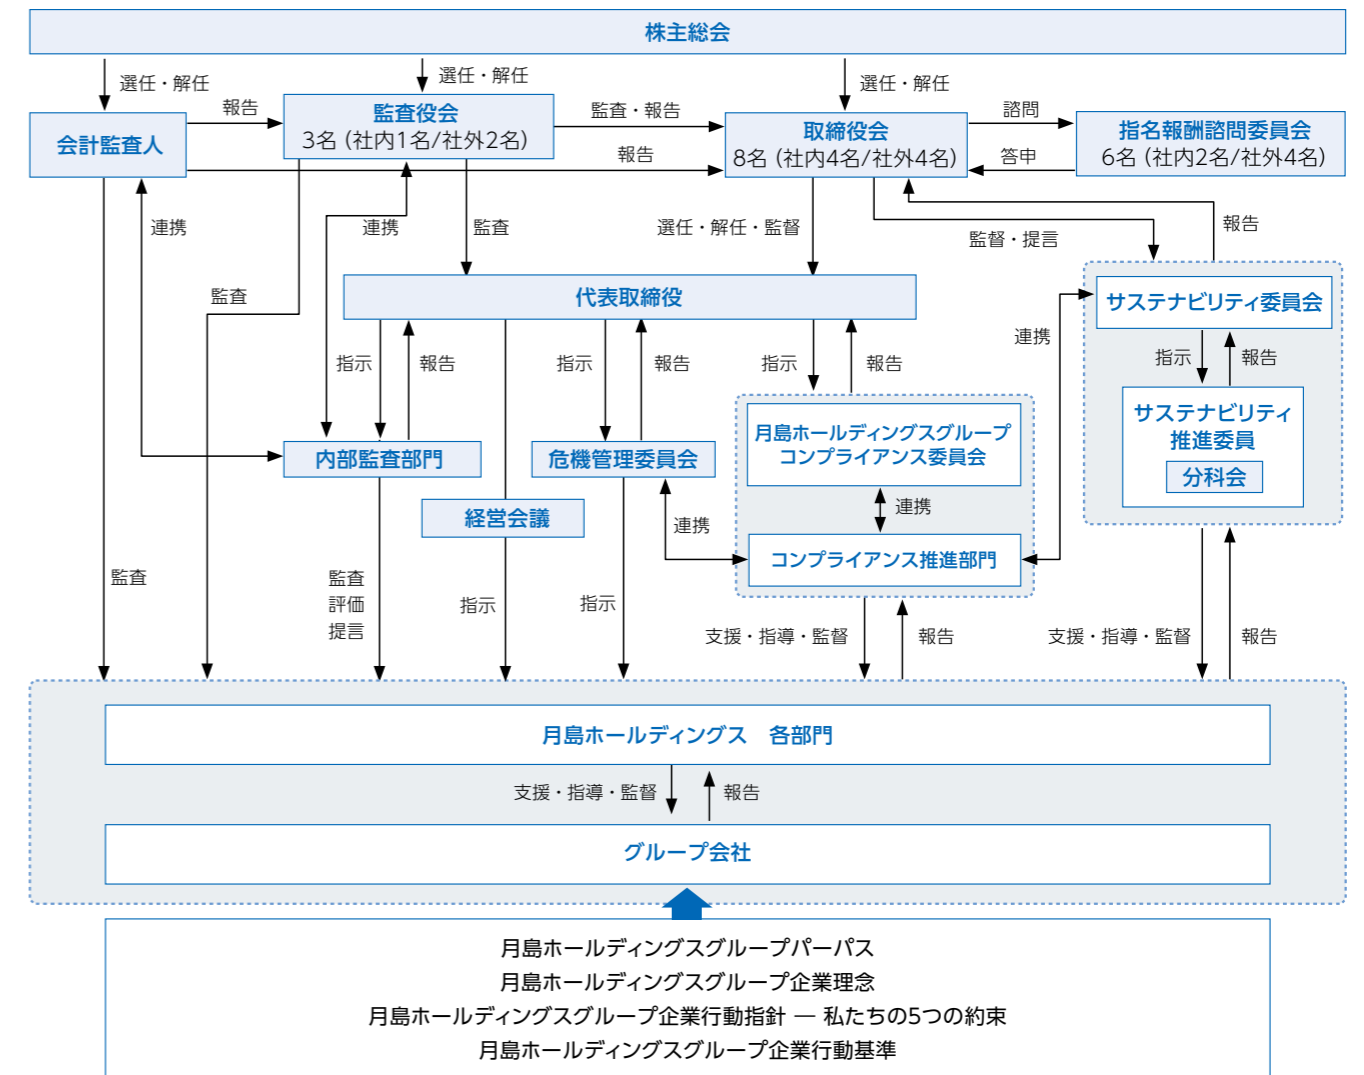 株主総会
選任・解任
選任・解任
選任・解任
会計監査人
報告
監査役会
3名（社内1名/社外2名）
監査・報告
報告
取締役会
8名（社内4名/社外4名）
諮問
答申
指名報酬諮問委員会
6名（社内2名/社外4名）
連携
連携
監査
選任・解任・監督
監督・提言
報告
監査
代表取締役
サステナビリティ委員会
連携
指示
報告
指示
報告
指示
報告
指示
報告
サステナビリティ
推進委員
分科会
月島ホールディングスグループ
コンプライアンス委員会
内部監査部門
危機管理委員会
経営会議
連携
連携
コンプライアンス推進部門
監査
監査
評価
提言
指示
指示
支援・指導・監督
報告
支援・指導・監督
報告
月島ホールディングス　各部門
支援・指導・監督
報告
グループ会社
月島ホールディングスグループパーパス
月島ホールディングスグループ企業理念
月島ホールディングスグループ企業行動指針 ― 私たちの5つの約束
月島ホールディングスグループ企業行動基準